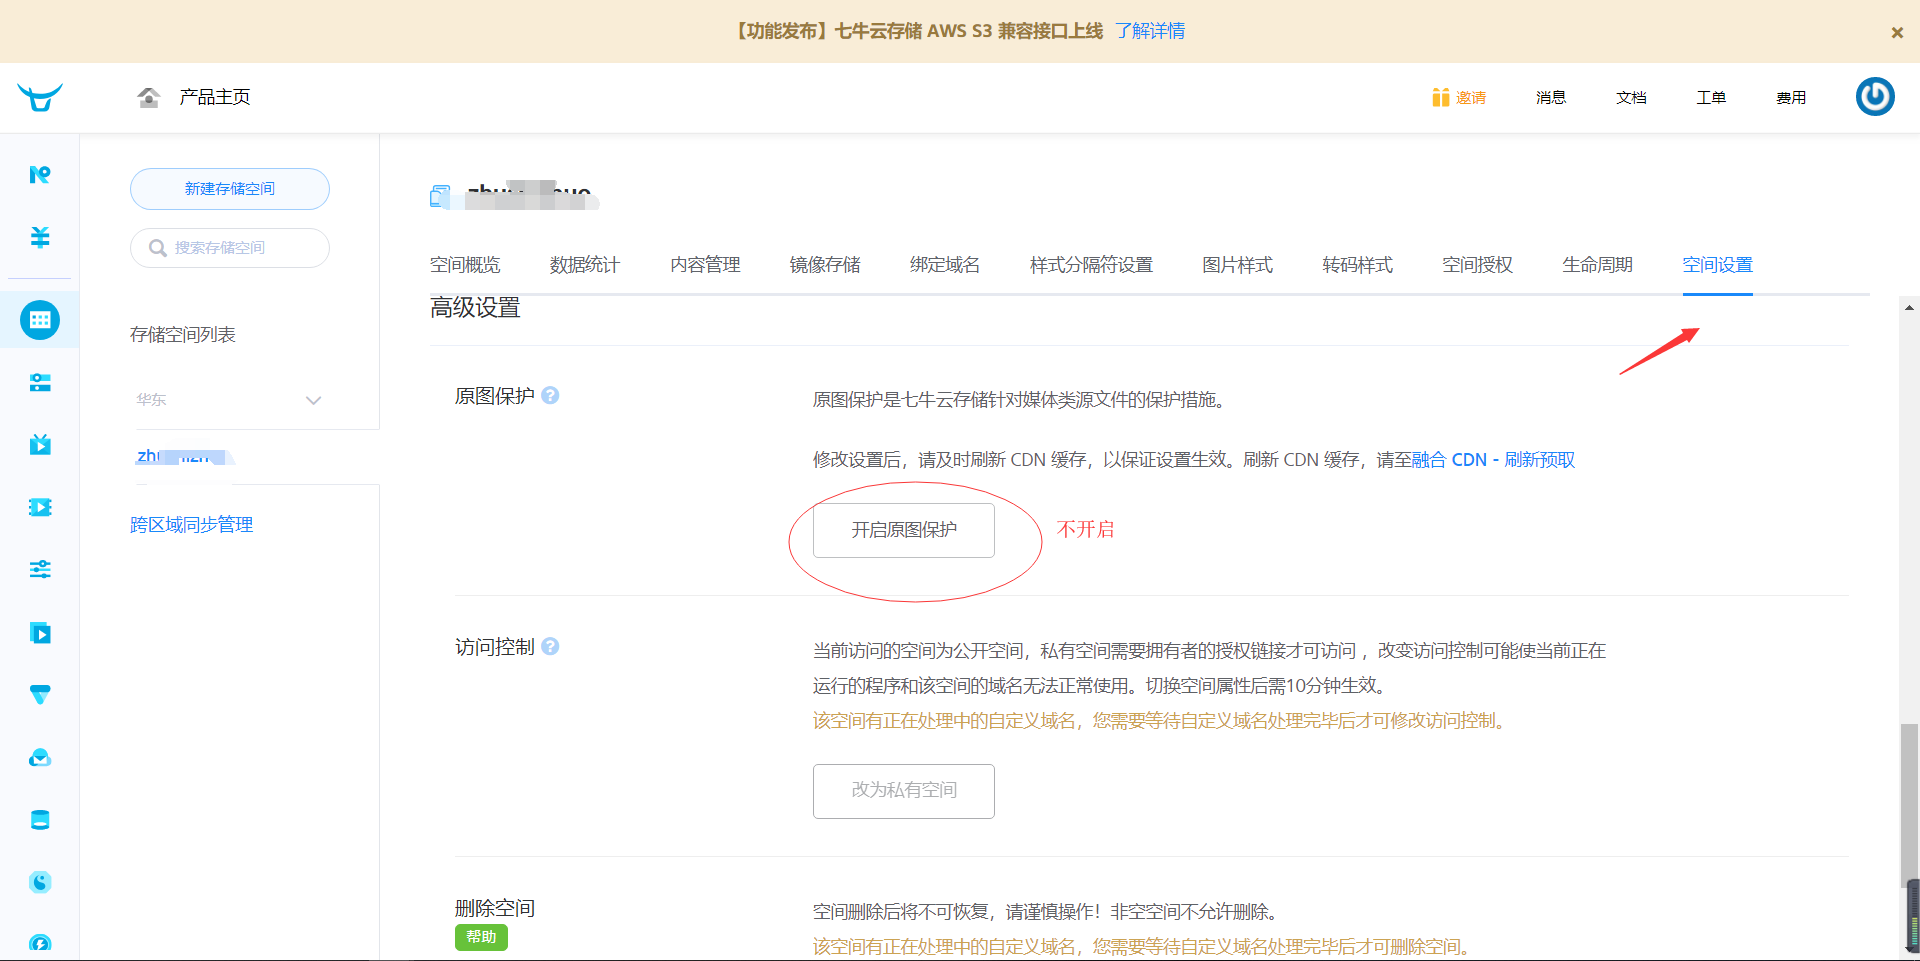 【功能发布】七牛云存储 AWS S3 兼容接口上线 了解详情
产品主页
邀请
消息
文档
工单
费用
新建存储空间
搜索存储空间
存储空间列表
华东
跨区域同步管理
空间概览
数据统计
内容管理
镜像存储
绑定域名
样式分隔符设置
图片样式
转码样式
空间授权
生命周期
空间设置
高级设置
原图保护
原图保护是七牛云存储针对媒体类源文件的保护措施。
修改设置后，请及时刷新 CDN 缓存，以保证设置生效。刷新 CDN 缓存，请至融合 CDN - 刷新预取
开启原图保护
不开启
访问控制
当前访问的空间为公开空间，私有空间需要拥有者的授权链接才可访问 ，改变访问控制可能使当前正在
运行的程序和该空间的域名无法正常使用。切换空间属性后需10分钟生效。
该空间有正在处理中的自定义域名，您需要等待自定义域名处理完毕后才可修改访问控制。
改为私有空间
删除空间
帮助
空间删除后将不可恢复，请谨慎操作！非空空间不允许删除。
该空间有正在处理中的自定义域名，您需要等待自定义域名处理完毕后才可删除空间。